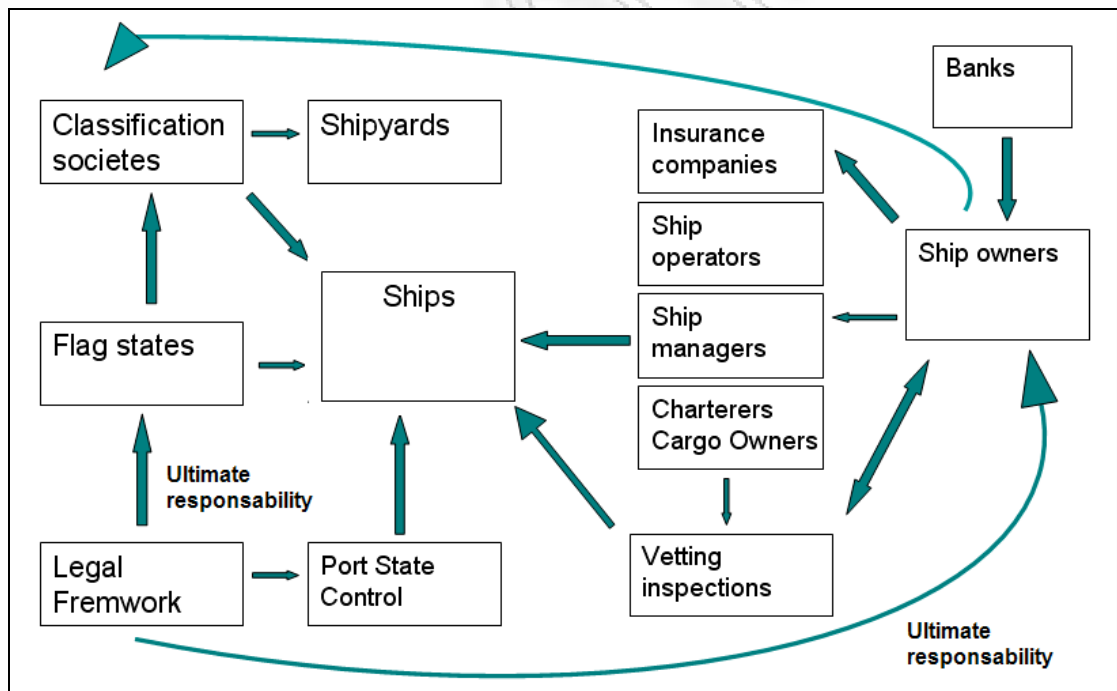 Banks
Classification
societes
Shipyards
Insurance
companies
Ship
operators
Ship owners
Ships
Ship
managers
Flag states
Charterers
Cargo Owners
Ultimate
responsability
Legal
Fremwork
Port State
Control
Vetting
inspections
Ultimate
responsability